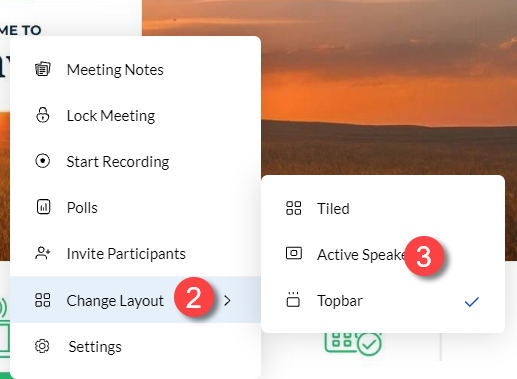 ME TO
Meeting Notes
Lock Meeting
Start Recording
Polls
Invite Participants
Change Layout 2
Settings
Tiled
Active Speake 3
Topbar